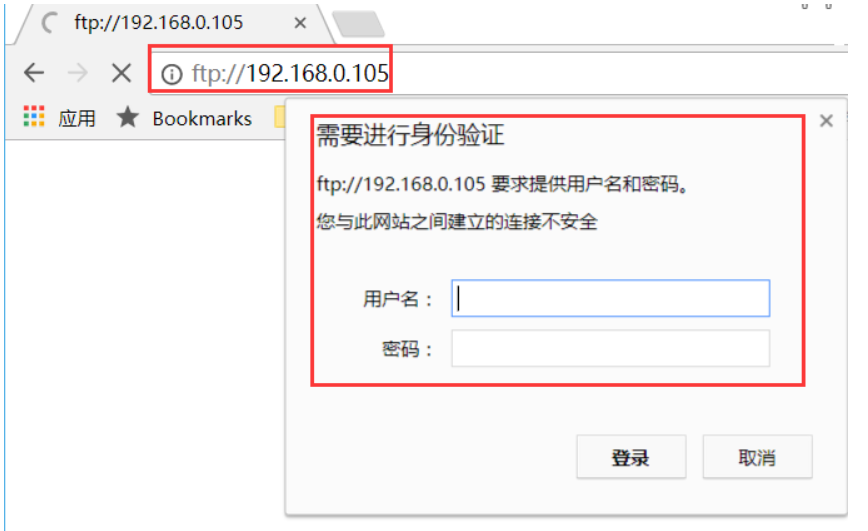 ftp://192.168.0.105
ftp://192.168.0.105
应用 Bookmarks
需要进行身份验证
ftp://192.168.0.105 要求提供用户名和密码。
您与此网站之间建立的连接不安全
用户名：
密码：
登录 取消